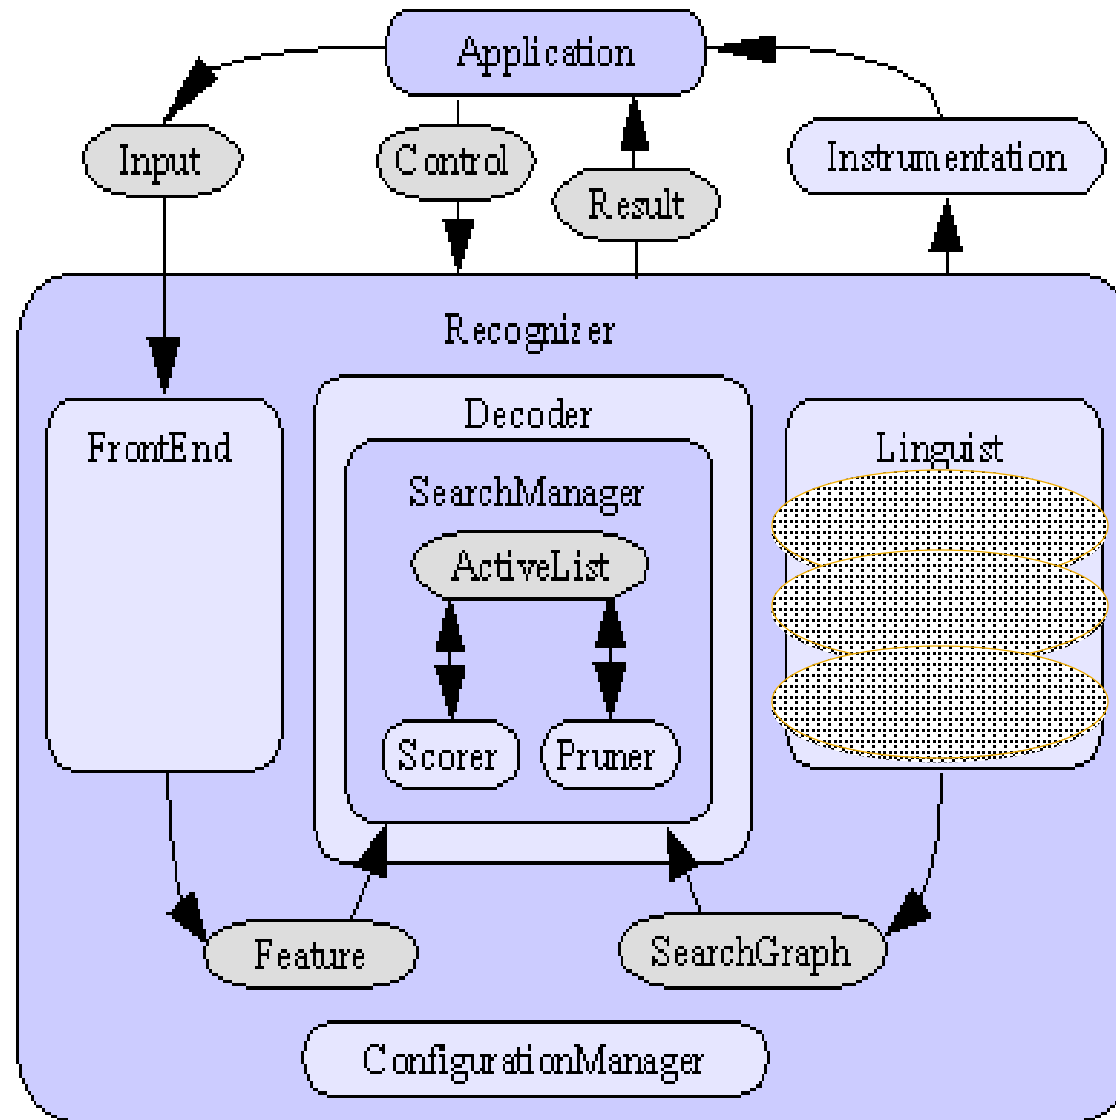 Application
Input
Control
Result
Instrumentation
Recognizer
FrontEnd
Decoder
Linguist
SearchManager
ActiveList
Scorer
Pruner
Feature
SearchGraph
ConfigurationManager